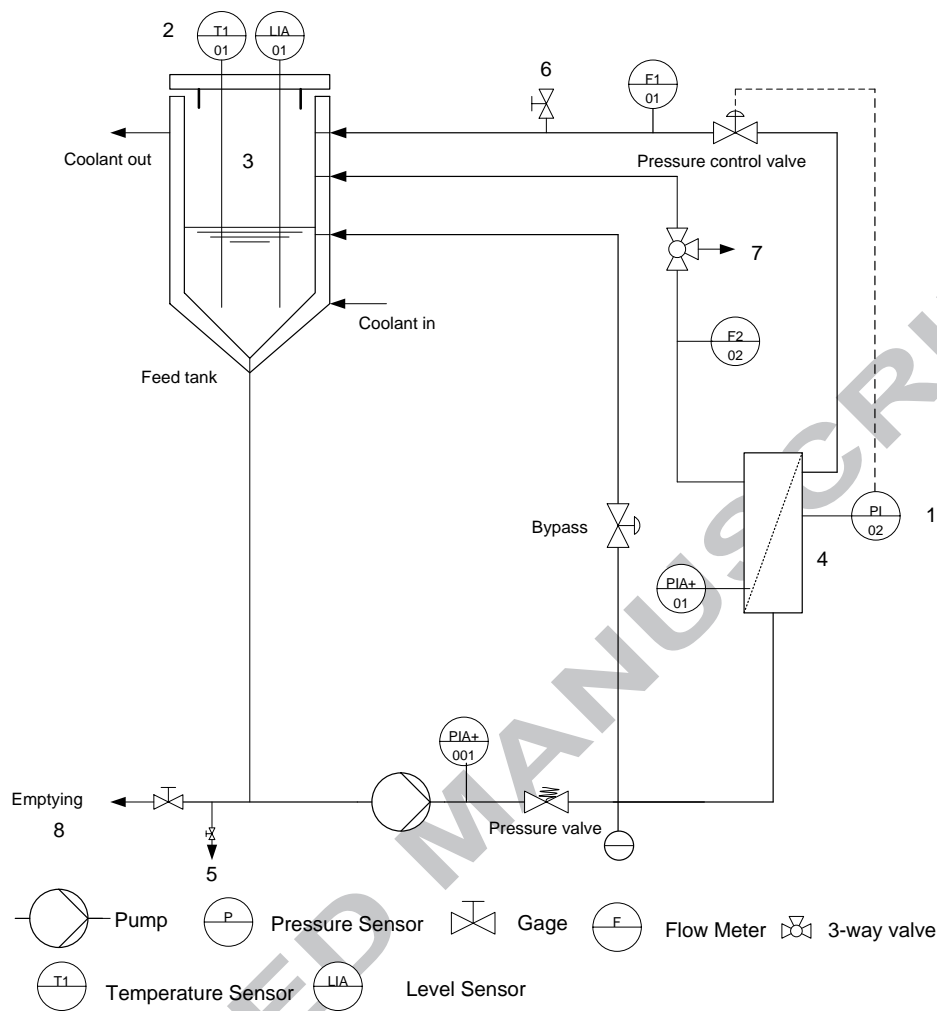 2
T1
01
LIA
01
6
F1
01
Coolant out
3
Pressure control valve
7
Coolant in
F2
02
Feed tank
Bypass
PI
02
1
4
PIA+
01
PIA+
001
Emptying
8
Pressure valve
5
Pump
P
Pressure Sensor
Gage
F
Flow Meter
3-way valve
T1
Temperature Sensor
LIA
Level Sensor
ED MANUSCRI